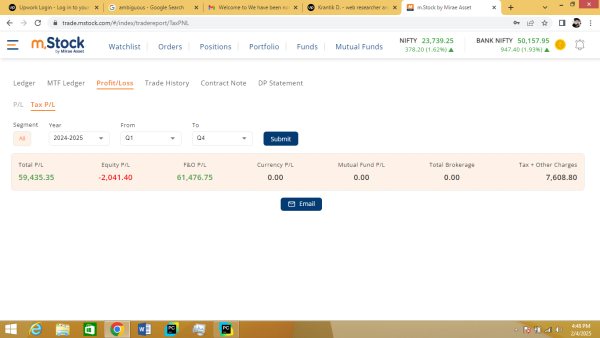 Upwork Login - Log in to your
ambiguous - Google Search
Welcome to We have been no
Krantik D. - web researcher a
m.Stock by Mirae Asset
trade.mstock.com/#/index/tradereport/TaxPNL
m.Stock
by Mirae Asset
Watchlist Orders Positions Portfolio Funds Mutual Funds
NIFTY 23,739.25
378.20 (1.62%)
BANK NIFTY 50,157.95
947.40 (1.93%)
Ledger MTF Ledger Profit/Loss Trade History Contract Note DP Statement
P/L Tax P/L
Segment Year From To
All 2024-2025 Q1 Q4 Submit
Total P/L Equity P/L F&O P/L Currency P/L Mutual Fund P/L Total Brokerage Tax + Other Charges
59,435.35 -2,041.40 61,476.75 0.00 0.00 0.00 7,608.80
Email
4:46 PM
2/4/2025